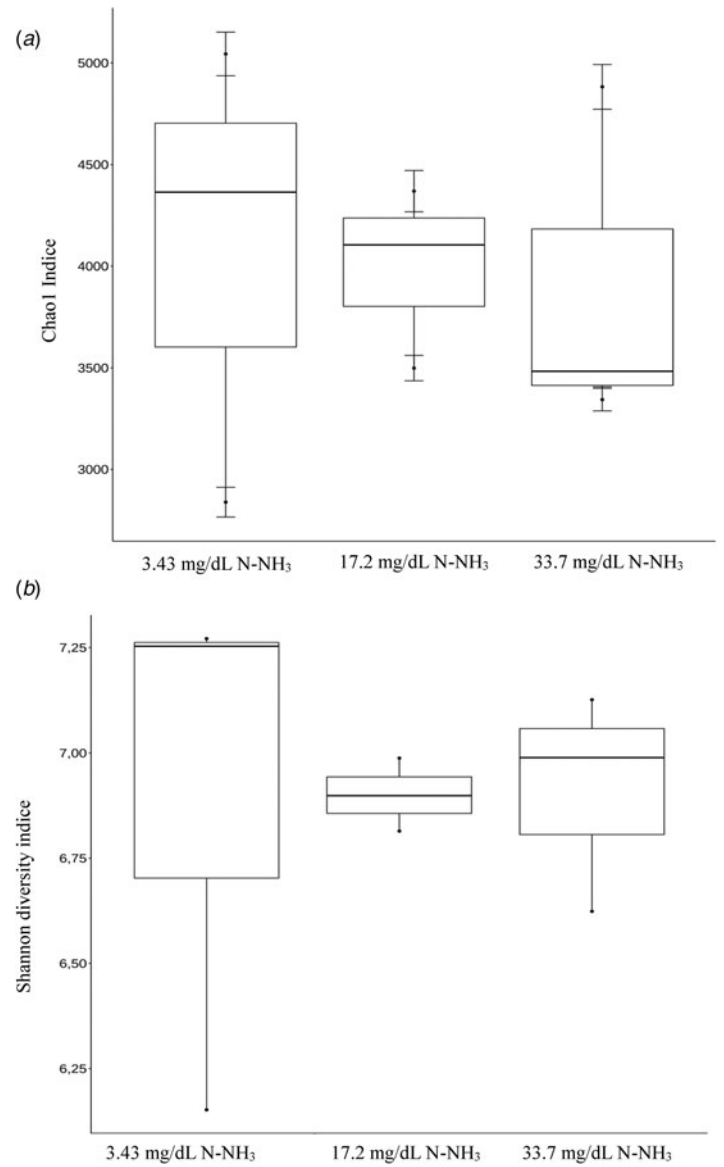 (a)
5000
4500
4000
3500
3000
Chao1 Indice
3.43 mg/dL N-NH₃ 17.2 mg/dL N-NH₃ 33.7 mg/dL N-NH₃
(b)
7,25
7,00
6,75
6,50
6,25
Shannon diversity indice
3.43 mg/dL N-NH₃ 17.2 mg/dL N-NH₃ 33.7 mg/dL N-NH₃